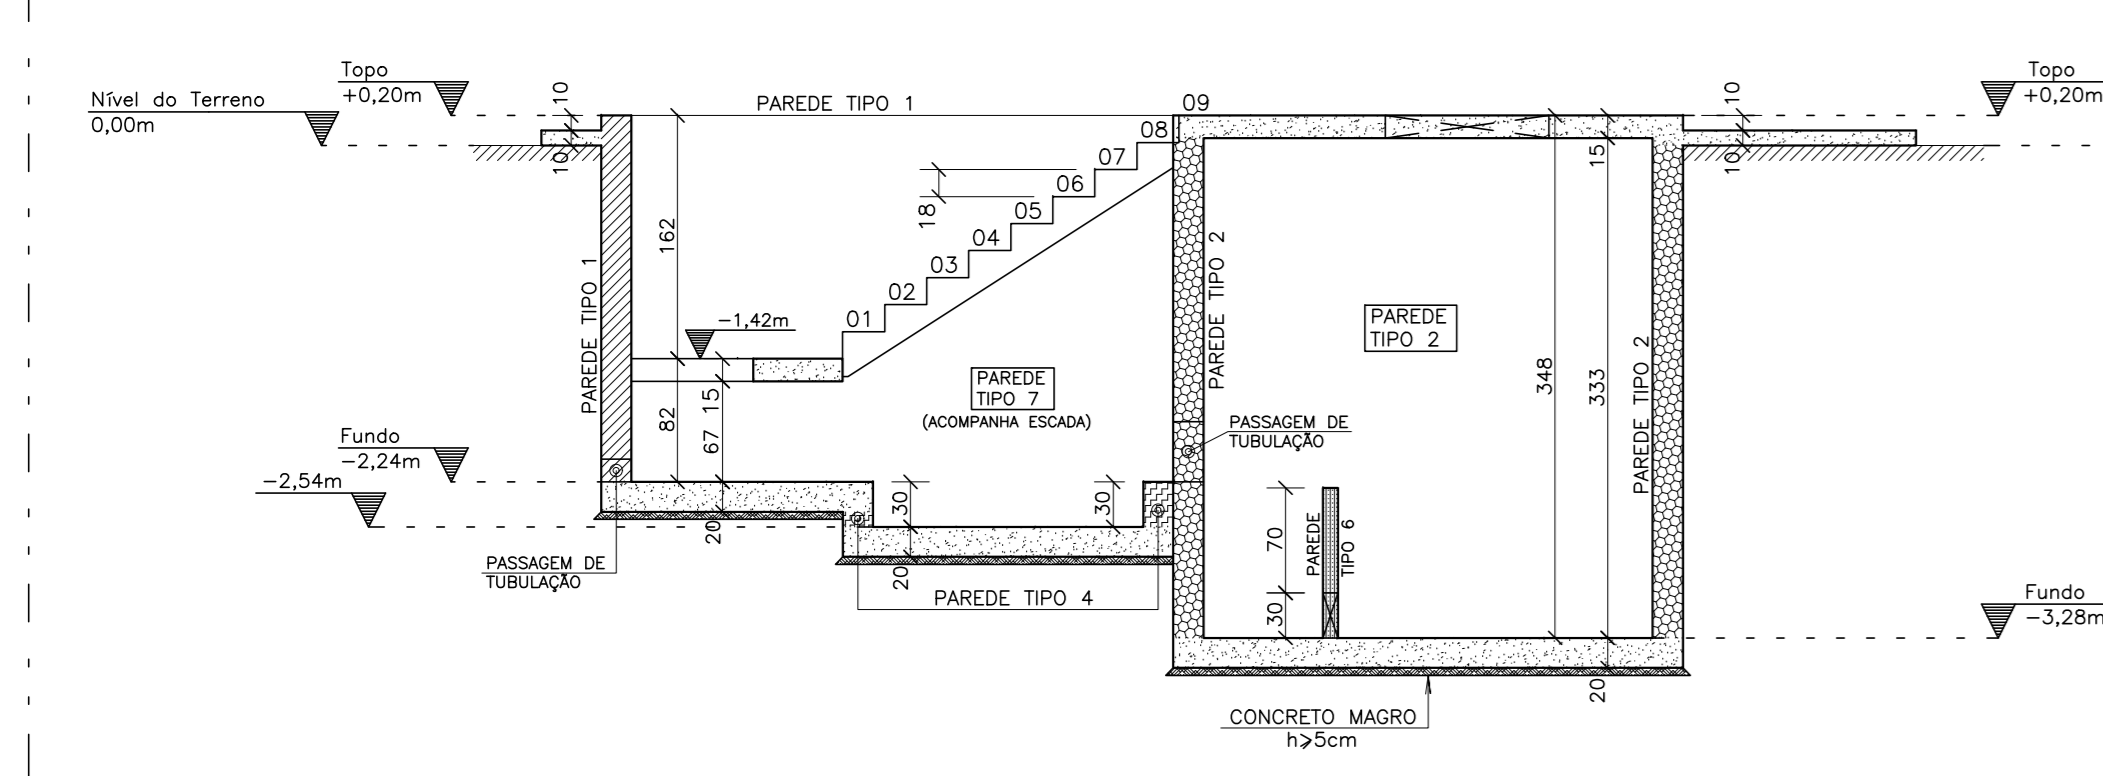 Nível do Terreno
0,00m
Topo
+0,20m
10
10
PAREDE TIPO 1
09
08
07
06
05
04
03
02
01
18
162
PAREDE TIPO 1
-1,42m
15
82
67
PAREDE
TIPO 7
(ACOMPANHA ESCADA)
Fundo
-2,24m
-2,54m
30
30
20
20
PASSAGEM DE
TUBULAÇÃO
PAREDE TIPO 4
PAREDE TIPO 2
PASSAGEM DE
TUBULAÇÃO
PAREDE
TIPO 2
15
348
333
PAREDE TIPO 2
70
30
PAREDE
TIPO 6
20
CONCRETO MAGRO
h⩾5cm
10
10
Topo
+0,20m
Fundo
-3,28m